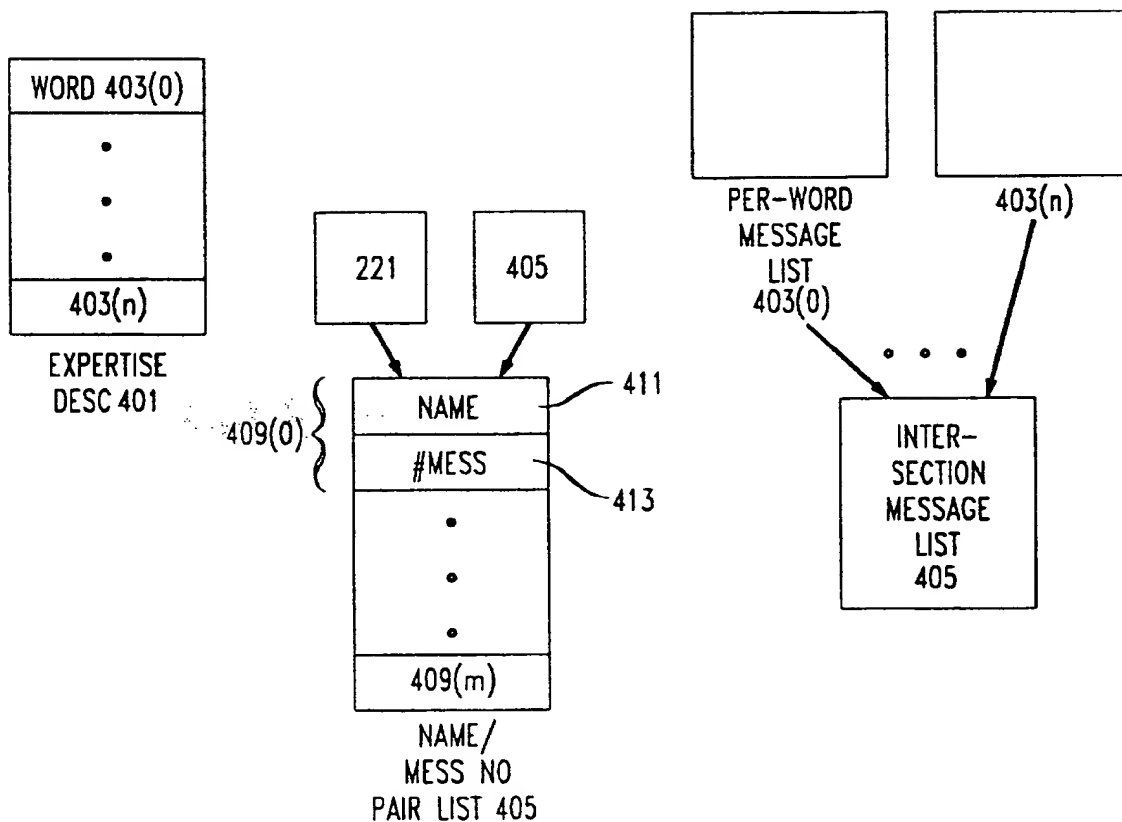 WORD 403(0)
403(n)
EXPERTISE
DESC 401
221
405
409(0)
NAME
411
#MESS
413
409(m)
NAME/
MESS NO
PAIR LIST 405
PER-WORD
MESSAGE
LIST
403(0)
403(n)
INTER-
SECTION
MESSAGE
LIST
405